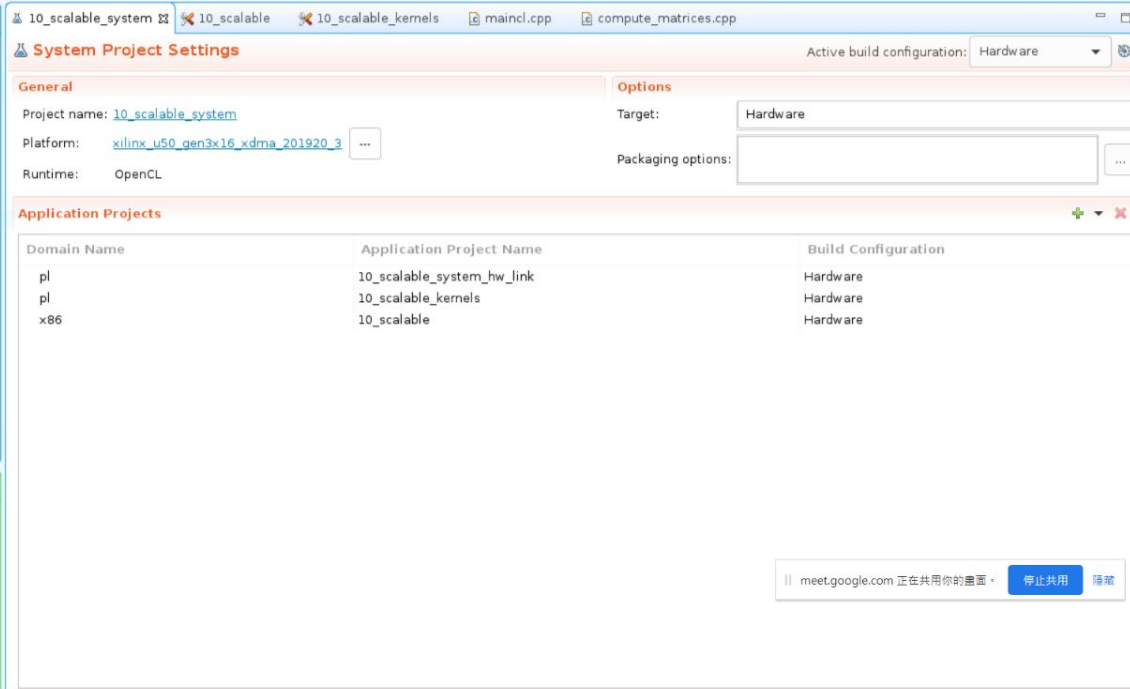 10_scalable_system 10_scalable 10_scalable_kernels maincl.cpp compute_matrices.cpp
System Project Settings Active build configuration: Hardware
General Options
Project name: 10_scalable_system Target: Hardware
Platform: xilinx_u50_gen3x16_xdma_201920_3 ...
Packaging options: ...
Runtime: OpenCL
Application Projects
Domain Name Application Project Name Build Configuration
pl 10_scalable_system_hw_link Hardware
pl 10_scalable_kernels Hardware
x86 10_scalable Hardware
meet.google.com 正在共用你的畫面。 停止共用 隱藏